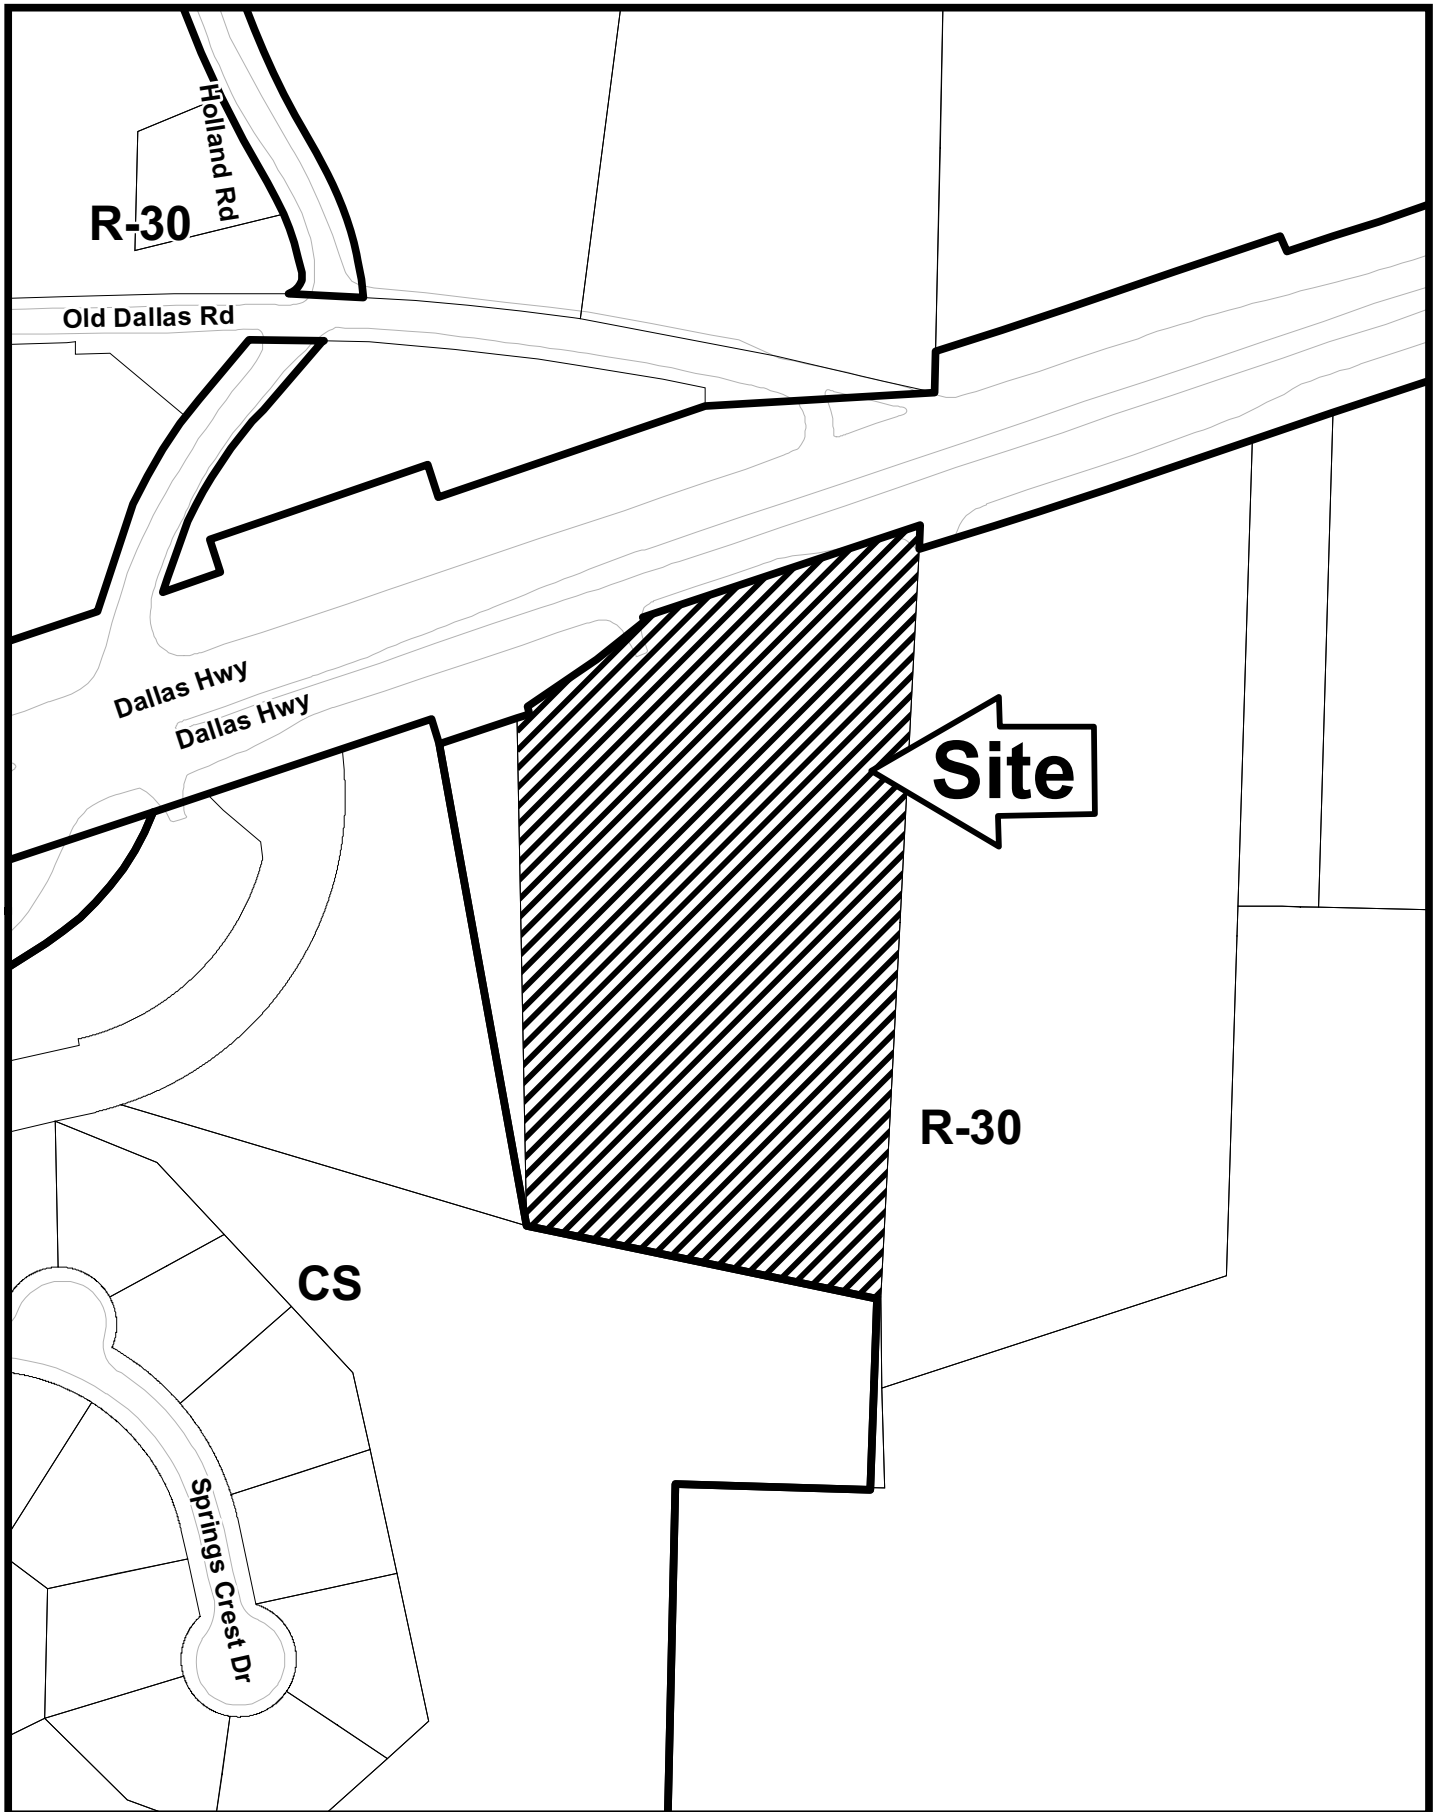 Holland Rd
R-30
Old Dallas Rd
Dallas Hwy
Dallas Hwy
Site
R-30
CS
Springs Crest Dr